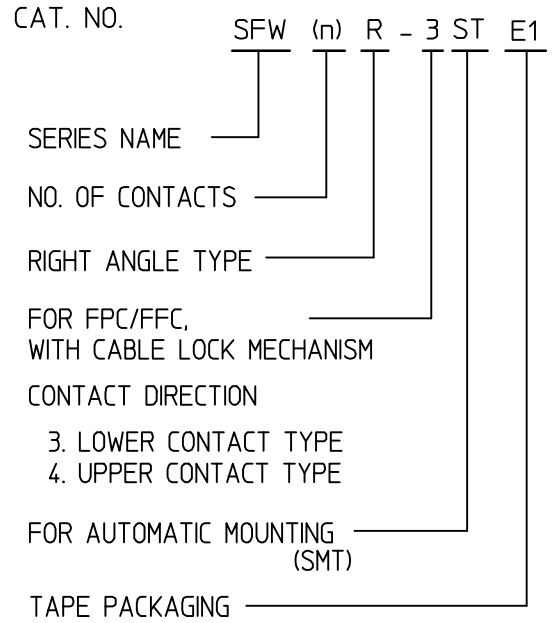 CAT. NO.
SFW (n) R - 3 ST E1
SERIES NAME
NO. OF CONTACTS
RIGHT ANGLE TYPE
FOR FPC/FFC,
WITH CABLE LOCK MECHANISM
CONTACT DIRECTION
3. LOWER CONTACT TYPE
4. UPPER CONTACT TYPE
FOR AUTOMATIC MOUNTING
(SMT)
TAPE PACKAGING